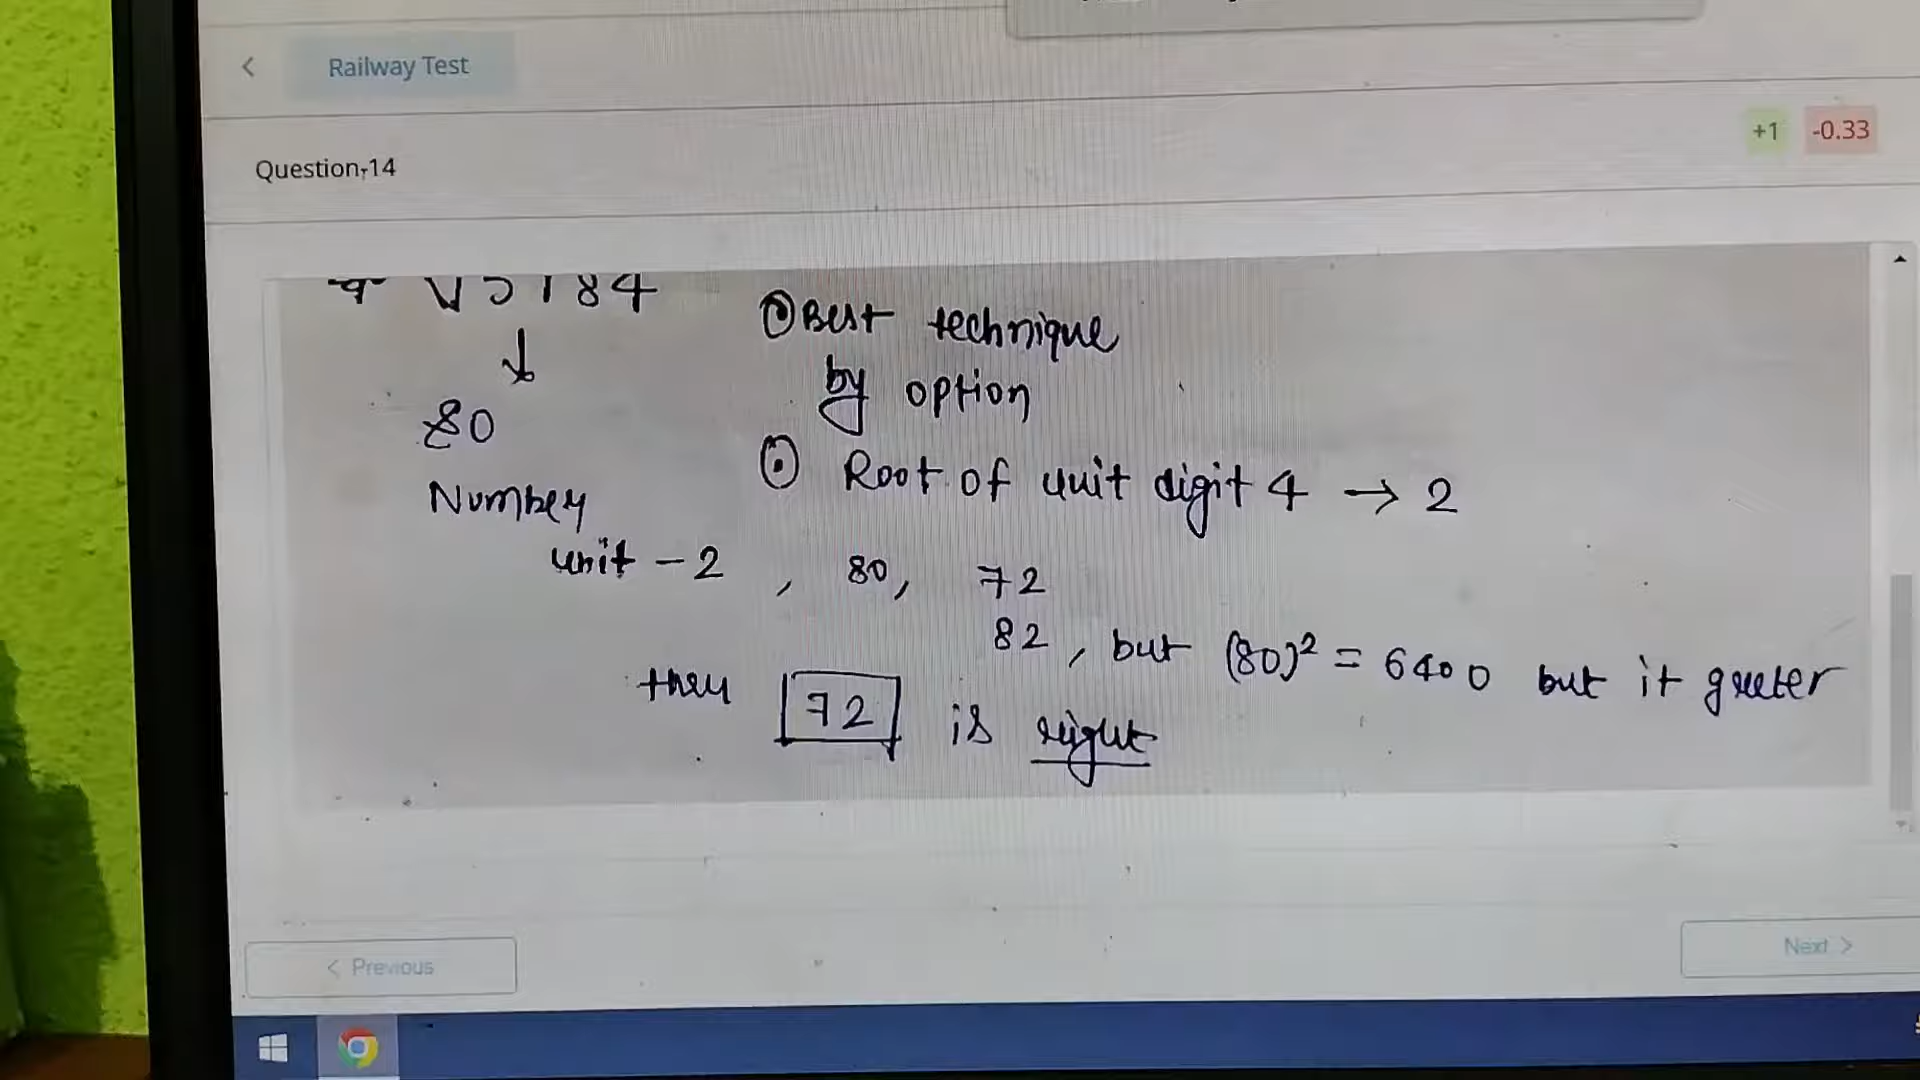 Railway Test
+1 -0.33
Question-14
√5184
Best technique
by option
80
Root of unit digit 4 → 2
Number
unit - 2 , 80, 72
82, but (80)² = 6400 but it greeter
then 72 is right
< Previous
Next >